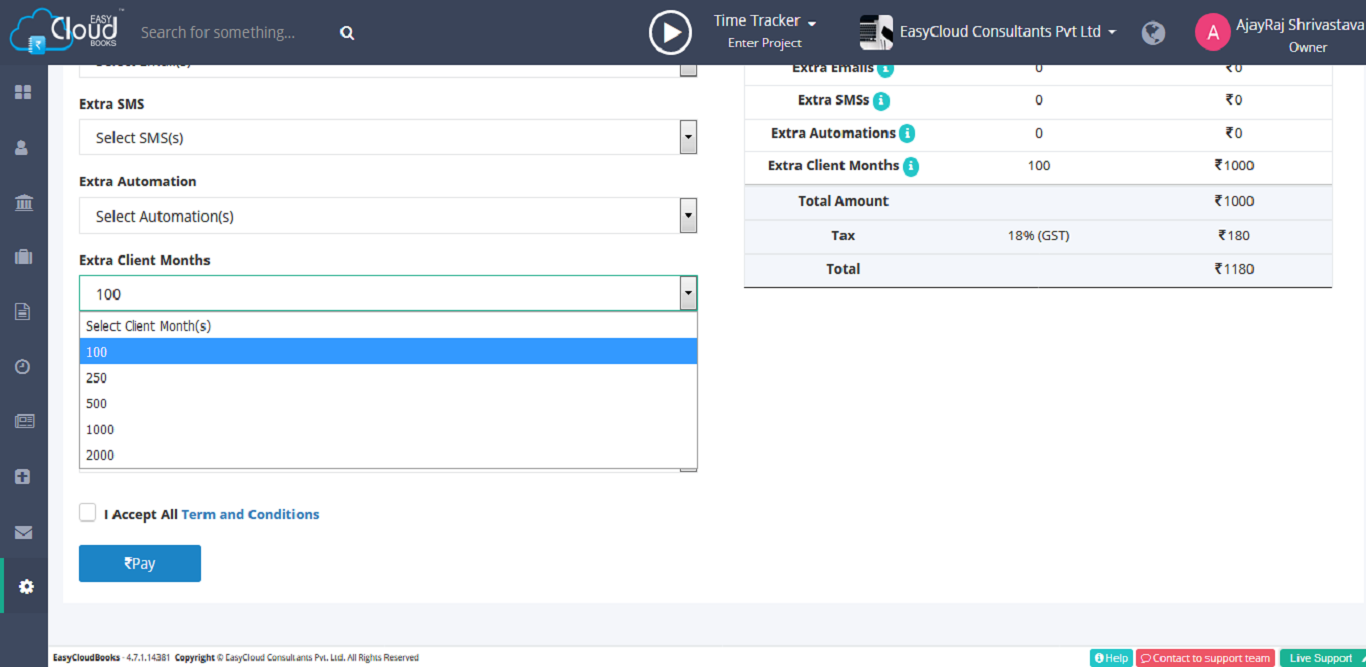 EASY
Cloud
BOOKS
™
Search for something...
Time Tracker
Enter Project
EasyCloud Consultants Pvt Ltd
A
AjayRaj Shrivastava
Owner
Extra SMS
Select SMS(s)
Extra Automation
Select Automation(s)
Extra Client Months
100
Select Client Month(s)
100
250
500
1000
2000
I Accept All Term and Conditions
₹Pay
Extra Emails 0 ₹0
Extra SMSs 0 ₹0
Extra Automations 0 ₹0
Extra Client Months 100 ₹1000
Total Amount ₹1000
Tax 18% (GST) ₹180
Total ₹1180
EasyCloudBooks - 4.7.1.14381 Copyright © EasyCloud Consultants Pvt. Ltd. All Rights Reserved
Help
Contact to support team
Live Support